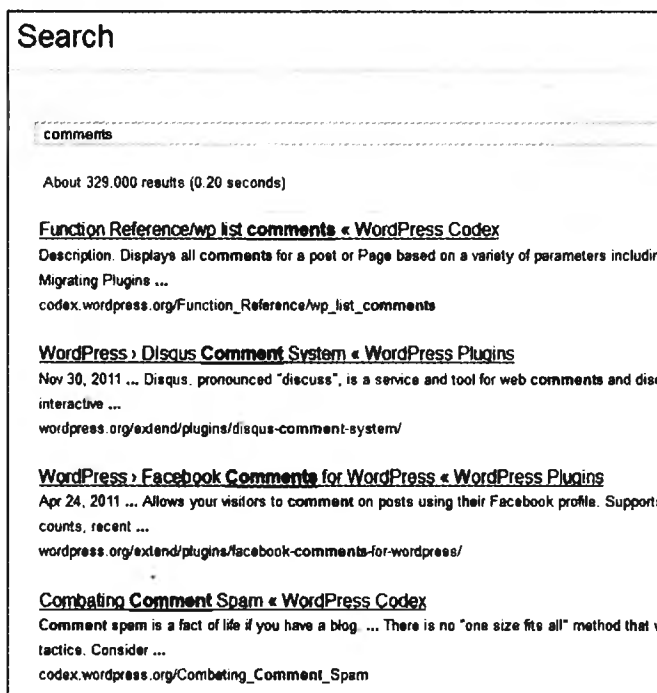 Search
comments
About 329.000 results (0.20 seconds)
Function Reference/wp list comments « WordPress Codex
Description. Displays all comments for a post or Page based on a variety of parameters includin
Migrating Plugins ...
codex.wordpress.org/Function_Reference/wp_list_comments
WordPress › Disqus Comment System « WordPress Plugins
Nov 30, 2011 ... Disqus, pronounced "discuss", is a service and tool for web comments and disc
interactive ...
wordpress.org/extend/plugins/disqus-comment-system/
WordPress › Facebook Comments for WordPress « WordPress Plugins
Apr 24, 2011 ... Allows your visitors to comment on posts using their Facebook profile. Supports
counts, recent ...
wordpress.org/extend/plugins/facebook-comments-for-wordpress/
Combating Comment Spam « WordPress Codex
Comment spam is a fact of life if you have a blog. ... There is no "one size fits all" method that w
tactics. Consider ...
codex.wordpress.org/Combating_Comment_Spam